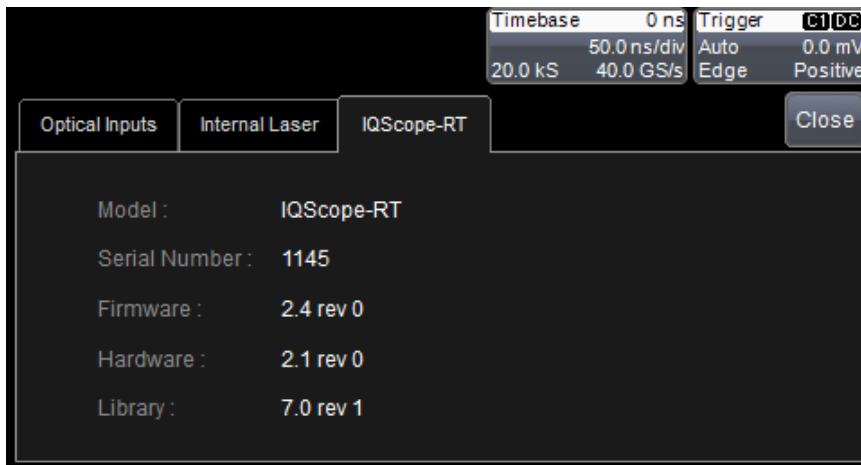 Timebase 0 ns Trigger C1 DC
50.0 ns/div Auto 0.0 mV
20.0 kS 40.0 GS/s Edge Positive
Optical Inputs Internal Laser IQScope-RT Close
Model : IQScope-RT
Serial Number : 1145
Firmware : 2.4 rev 0
Hardware : 2.1 rev 0
Library : 7.0 rev 1